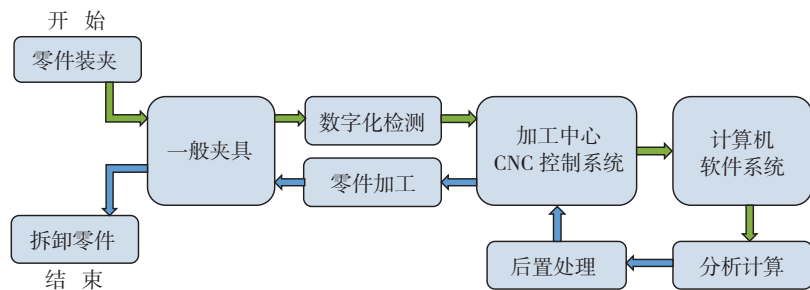 开 始
零件装夹
一般夹具
数字化检测
零件加工
加工中心
CNC 控制系统
计算机
软件系统
拆卸零件
结 束
后置处理
分析计算